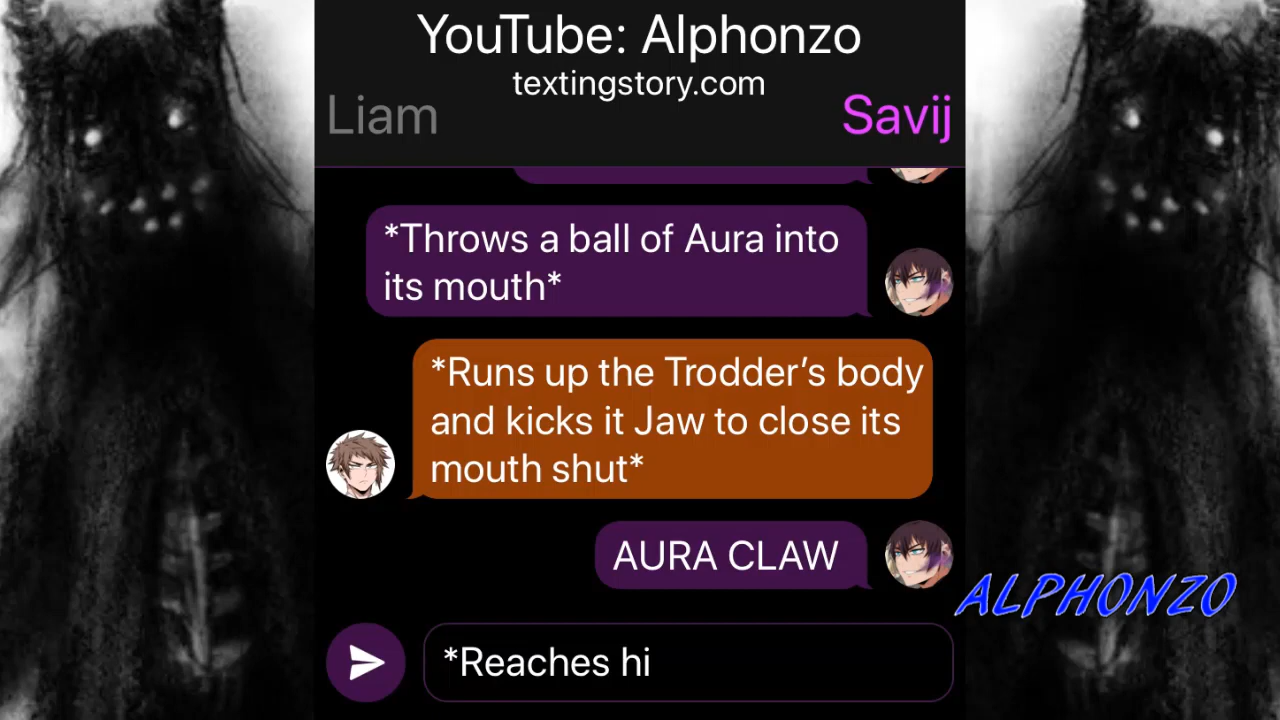 YouTube: Alphonzo
textingstory.com
Liam
Savij
*Throws a ball of Aura into
its mouth*
*Runs up the Trodder’s body
and kicks it Jaw to close its
mouth shut*
AURA CLAW
ALPHONZO
*Reaches hi